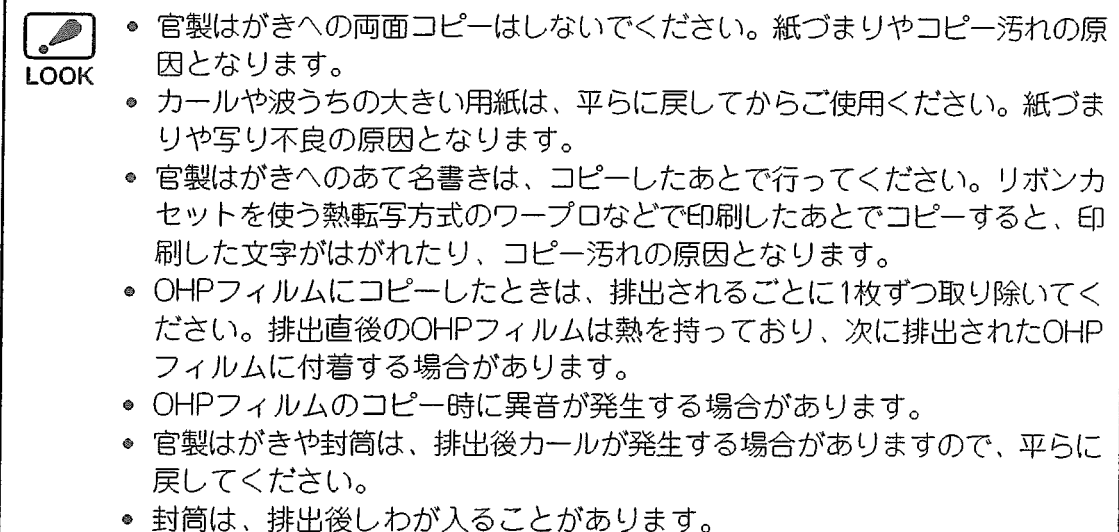 LOOK
• 官製はがきへの両面コピーはしないでください。紙づまりやコピー汚れの原
因となります。
• カールや波うちの大きい用紙は、平らに戻してからご使用ください。紙づま
りや写り不良の原因となります。
• 官製はがきへのあて名書きは、コピーしたあとで行ってください。リボンカ
セットを使う熱転写方式のワープロなどで印刷したあとでコピーすると、印
刷した文字がはがれたり、コピー汚れの原因となります。
• OHPフィルムにコピーしたときは、排出されるごとに1枚ずつ取り除いてく
ださい。排出直後のOHPフィルムは熱を持っており、次に排出されたOHP
フィルムに付着する場合があります。
• OHPフィルムのコピー時に異音が発生する場合があります。
• 官製はがきや封筒は、排出後カールが発生する場合がありますので、平らに
戻してください。
• 封筒は、排出後しわが入ることがあります。